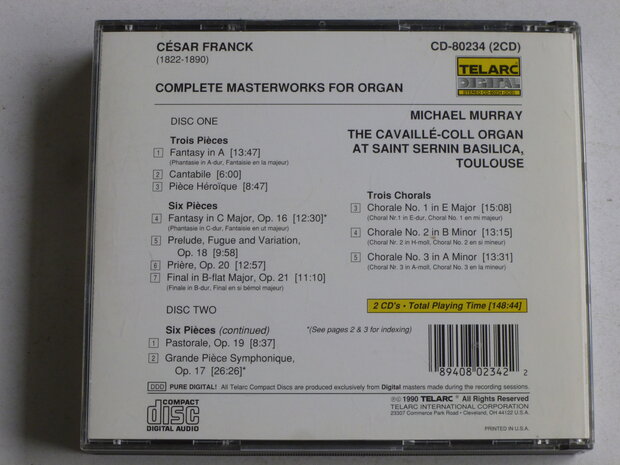 CÉSAR FRANCK
(1822-1890)
CD-80234 (2CD)
TELARC
DIGITAL
STEREO CD-80234 (2CD)
COMPLETE MASTERWORKS FOR ORGAN
MICHAEL MURRAY
THE CAVAILLÉ-COLL ORGAN
AT SAINT SERNIN BASILICA,
TOULOUSE
DISC ONE
Trois Pièces
1 Fantasy in A [13:47]
(Phantasie in A-dur, Fantaisie en la majeur)
2 Cantabile [6:00]
3 Pièce Héroïque [8:47]
Six Pièces
4 Fantasy in C Major, Op. 16 [12:30]*
(Phantasie in C-dur, Fantaisie en ut majeur)
5 Prelude, Fugue and Variation,
Op. 18 [9:58]
6 Prière, Op. 20 [12:57]
7 Final in B-flat Major, Op. 21 [11:10]
(Finale in B-dur, Final en si bémol majeur)
DISC TWO
Six Pièces (continued)
1 Pastorale, Op. 19 [8:37]
2 Grande Pièce Symphonique,
Op. 17 [26:26]*
Trois Chorals
3 Chorale No. 1 in E Major [15:08]
(Choral Nr.1 in E-dur, Choral No. 1 en mi majeur)
4 Chorale No. 2 in B Minor [13:15]
(Choral Nr. 2 in H-moll, Choral No. 2 en si mineur)
5 Chorale No. 3 in A Minor [13:31]
(Choral Nr. 3 in A-moll, Choral No. 3 en la mineur)
2 CD's • Total Playing Time [148:44]
*(See pages 2 & 3 for indexing)
89408 02342 2
DDD PURE DIGITAL! All Telarc Compact Discs are produced exclusively from Digital masters made during the recording sessions.
COMPACT
disc
DIGITAL AUDIO
℗© 1990 TELARC® All Rights Reserved
TELARC INTERNATIONAL CORPORATION
23307 Commerce Park Road • Cleveland, OH 44122 U.S.A.
PRINTED IN U.S.A.